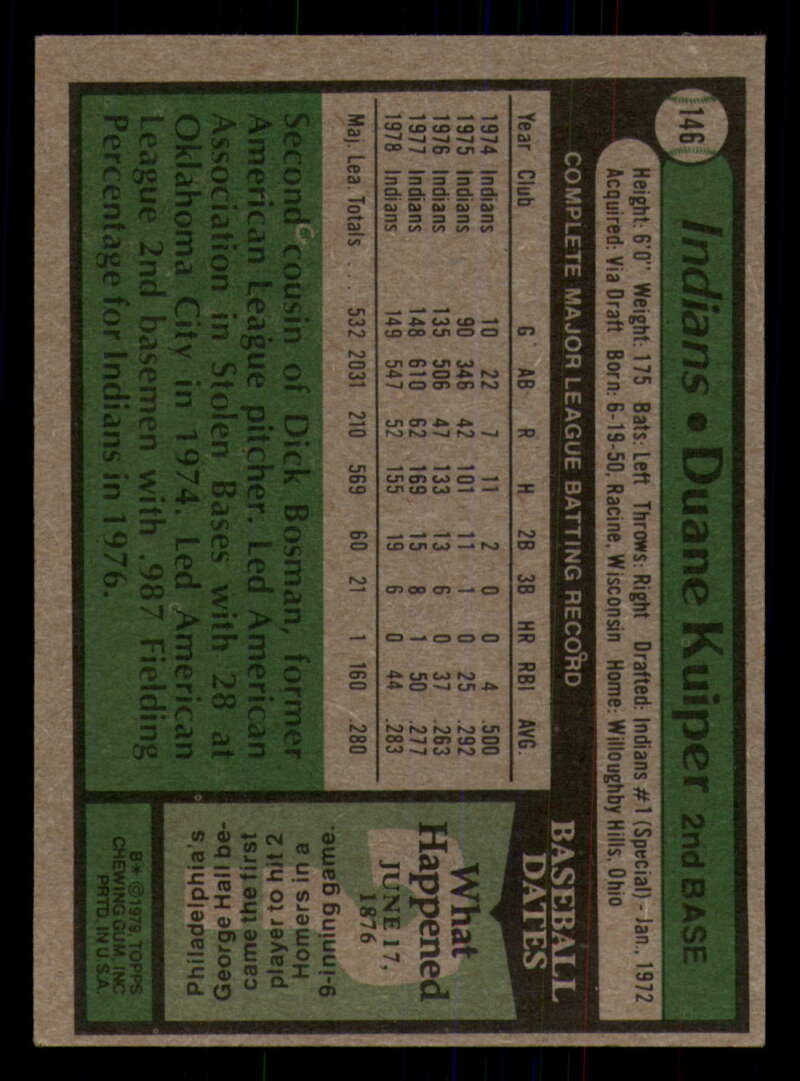 146
Indians • Duane Kuiper 2nd BASE
Height: 6'0" Weight: 175 Bats: Left Throws: Right Drafted: Indians #1 (Special) - Jan., 1972
Acquired: Via Draft Born: 6-19-50, Racine, Wisconsin Home: Willoughby Hills, Ohio
COMPLETE MAJOR LEAGUE BATTING RECORD
Year Club G AB R H 2B 3B HR RBI AVG.
1974 Indians 10 22 7 11 2 0 0 4 .500
1975 Indians 90 346 42 101 11 1 0 25 .292
1976 Indians 135 506 47 133 13 6 0 37 .263
1977 Indians 148 610 62 169 15 8 1 50 .277
1978 Indians 149 547 52 155 19 6 0 44 .283
Maj. Lea. Totals 532 2031 210 569 60 21 1 160 .280
Second cousin of Dick Bosman, former
American League pitcher. Led American
Association in Stolen Bases with 28 at
Oklahoma City in 1974. Led American
League 2nd basemen with .987 Fielding
Percentage for Indians in 1976.
BASEBALL
DATES
What
Happened
JUNE 17,
1876
Philadelphia's
George Hall be-
came the first
player to hit 2
Homers in a
9-inning game.
B*©1979, TOPPS
CHEWING GUM, INC.
PRTD. IN U.S.A.